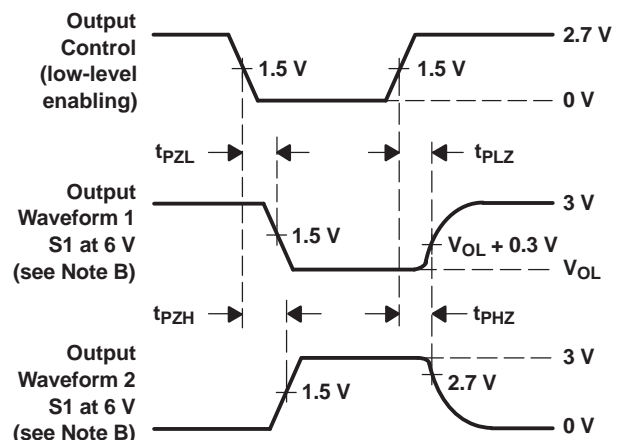 Output
Control
(low-level
enabling)
2.7 V
1.5 V
1.5 V
0 V
tPZL
tPLZ
Output
Waveform 1
S1 at 6 V
(see Note B)
3 V
1.5 V
VOL + 0.3 V
VOL
tPZH
tPHZ
Output
Waveform 2
S1 at 6 V
(see Note B)
3 V
1.5 V
2.7 V
0 V